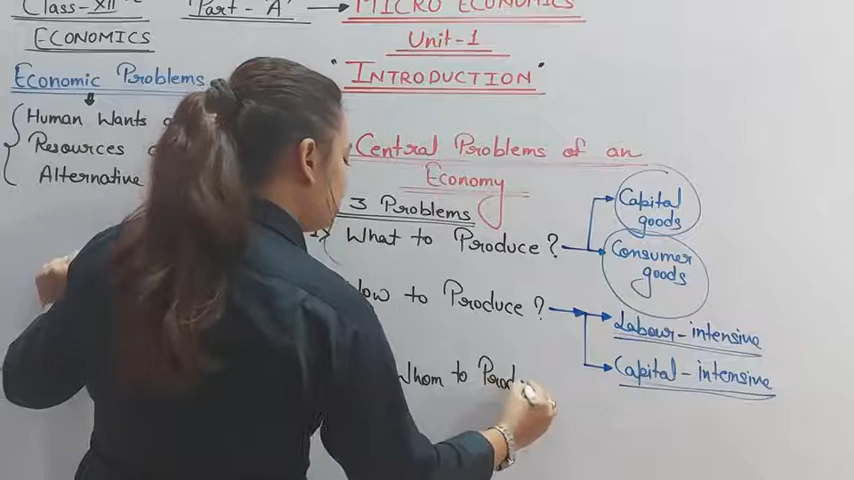 Class-XII
Part-'A'
MICRO ECONOMICS
ECONOMICS
Unit-1
"INTRODUCTION"
Economic Problems
Human Wants
Resources
Alternative
Central Problems of an
Economy
3 Problems
What to Produce?
Capital
goods
Consumer
goods
How to Produce?
Labour-intensive
Capital-intensive
Whom to Prod